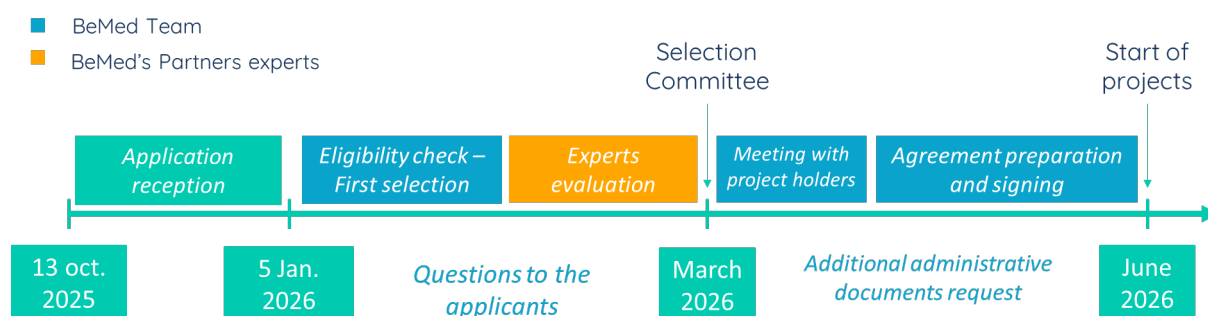 BeMed Team
BeMed's Partners experts
Selection
Committee
Start of
projects
Application
reception
Eligibility check –
First selection
Experts
evaluation
Meeting with
project holders
Agreement preparation
and signing
13 oct.
2025
5 Jan.
2026
Questions to the
applicants
March
2026
Additional administrative
documents request
June
2026